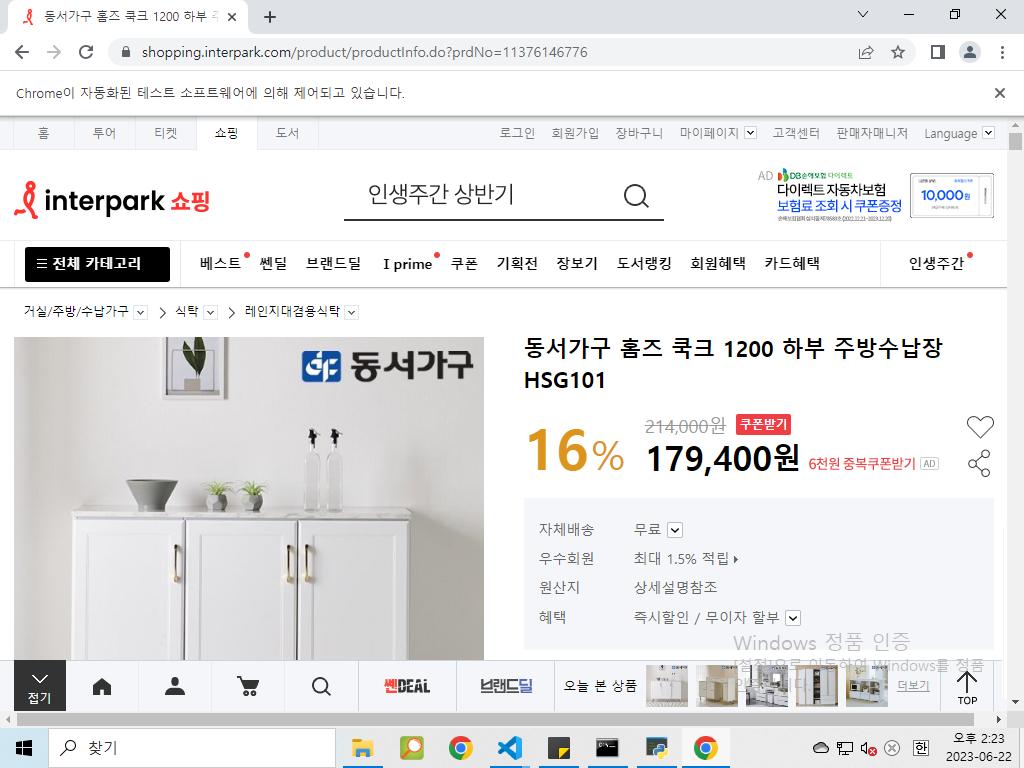 동서가구 홈즈 쿡크 1200 하부 주
shopping.interpark.com/product/productInfo.do?prdNo=11376146776
Chrome이 자동화된 테스트 소프트웨어에 의해 제어되고 있습니다.
홈 투어 티켓 쇼핑 도서 로그인 회원가입 장바구니 마이페이지 고객센터 판매자매니저 Language
interpark 쇼핑
인생주간 상반기
AD DB손해보험 다이렉트
다이렉트 자동차보험
보험료 조회 시 쿠폰증정
10,000원
전체 카테고리 베스트 쎈딜 브랜드딜 I prime 쿠폰 기획전 장보기 도서랭킹 회원혜택 카드혜택 인생주간
거실/주방/수납가구 식탁 레인지대겸용식탁
동서가구
동서가구 홈즈 쿡크 1200 하부 주방수납장
HSG101
16%
214,000원 쿠폰받기
179,400원 6천원 중복쿠폰받기 AD
자체배송 무료
우수회원 최대 1.5% 적립
원산지 상세설명참조
혜택 즉시할인 / 무이자 할부
Windows 정품 인증
[설정]으로 이동하여 Windows를 정품
접기 쎈DEAL 브랜드딜 오늘 본 상품 더보기 TOP
찾기
한
오후 2:23
2023-06-22